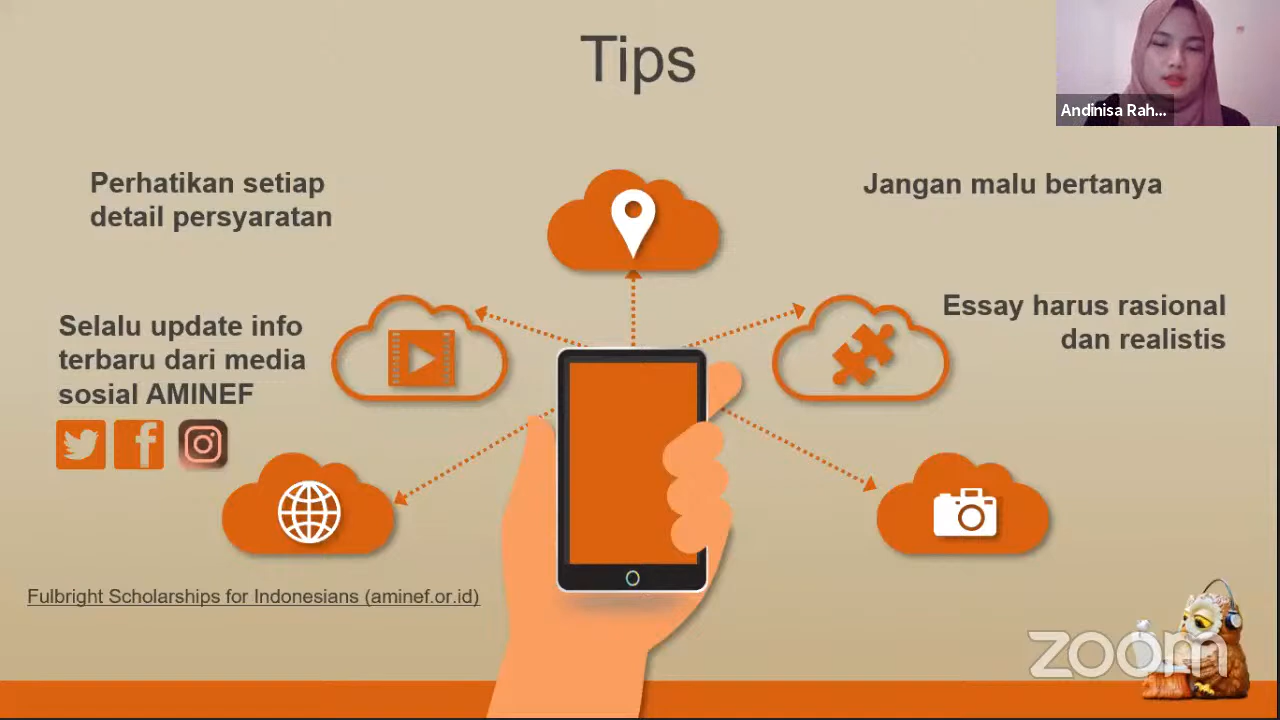 Tips
Andinisa Rah...
Perhatikan setiap
detail persyaratan
Jangan malu bertanya
Selalu update info
terbaru dari media
sosial AMINEF
Essay harus rasional
dan realistis
Fulbright Scholarships for Indonesians (aminef.or.id)
zoom